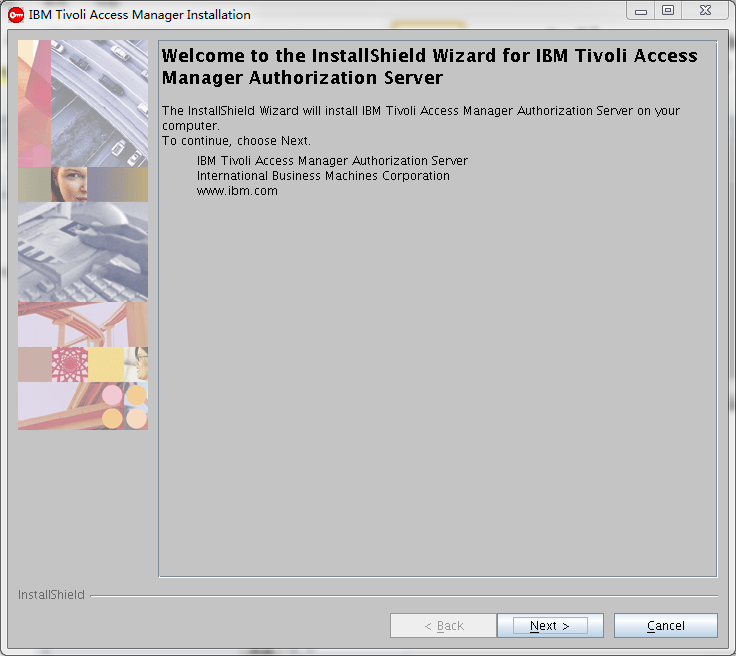 IBM Tivoli Access Manager Installation
Welcome to the InstallShield Wizard for IBM Tivoli Access
Manager Authorization Server
The InstallShield Wizard will install IBM Tivoli Access Manager Authorization Server on your
computer.
To continue, choose Next.
IBM Tivoli Access Manager Authorization Server
International Business Machines Corporation
www.ibm.com
InstallShield
< Back
Next >
Cancel